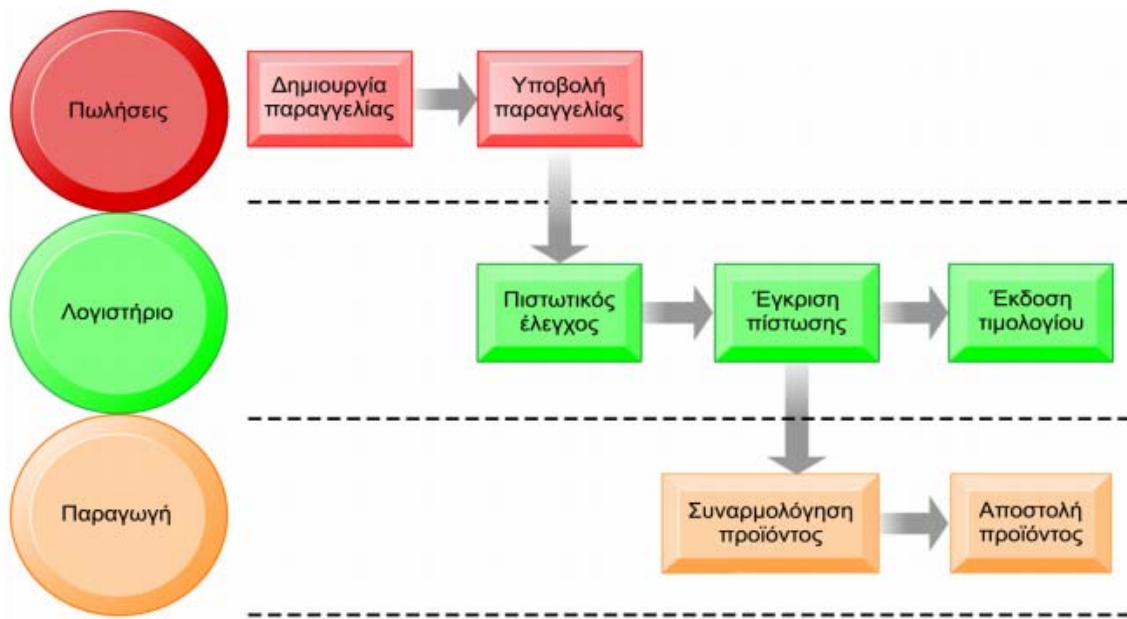 Πωλήσεις
Δημιουργία
παραγγελίας
Υποβολή
παραγγελίας
Λογιστήριο
Πιστωτικός
έλεγχος
Έγκριση
πίστωσης
Έκδοση
τιμολογίου
Παραγωγή
Συναρμολόγηση
προϊόντος
Αποστολή
προϊόντος